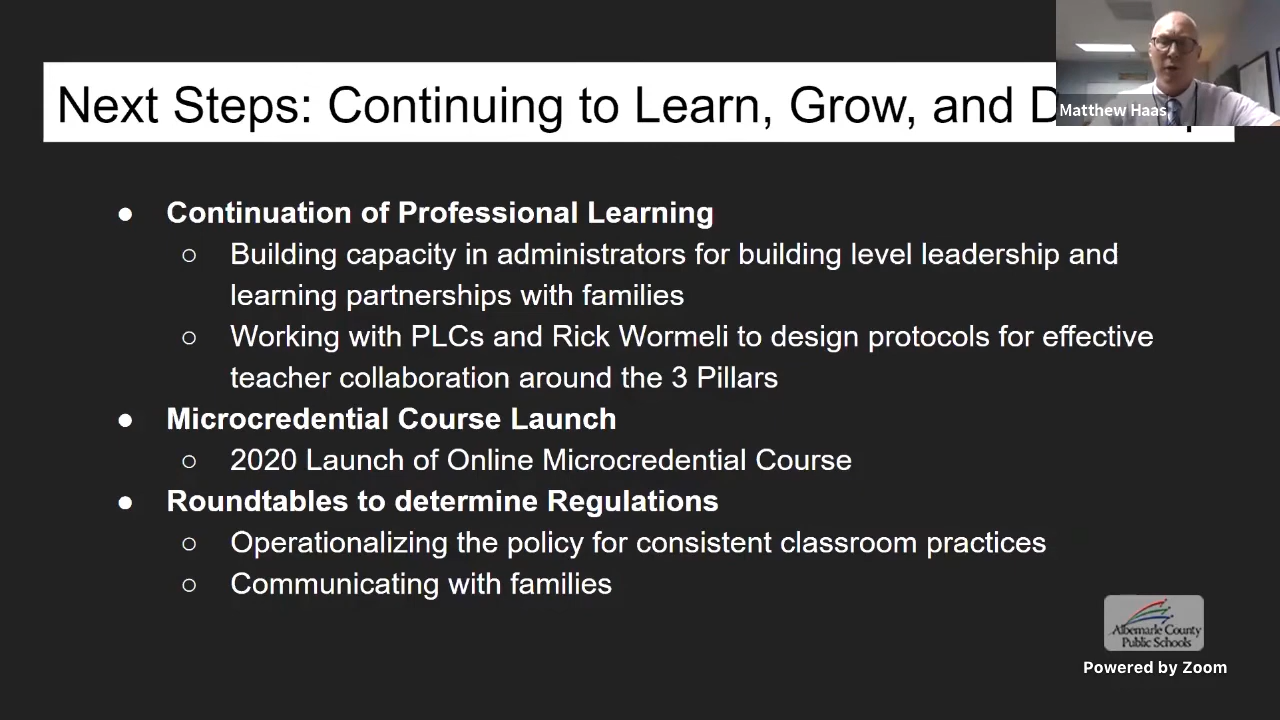 Next Steps: Continuing to Learn, Grow, and D
Matthew Haas
● Continuation of Professional Learning
○ Building capacity in administrators for building level leadership and
learning partnerships with families
○ Working with PLCs and Rick Wormeli to design protocols for effective
teacher collaboration around the 3 Pillars
● Microcredential Course Launch
○ 2020 Launch of Online Microcredential Course
● Roundtables to determine Regulations
○ Operationalizing the policy for consistent classroom practices
○ Communicating with families
Albemarle County
Public Schools
Powered by Zoom